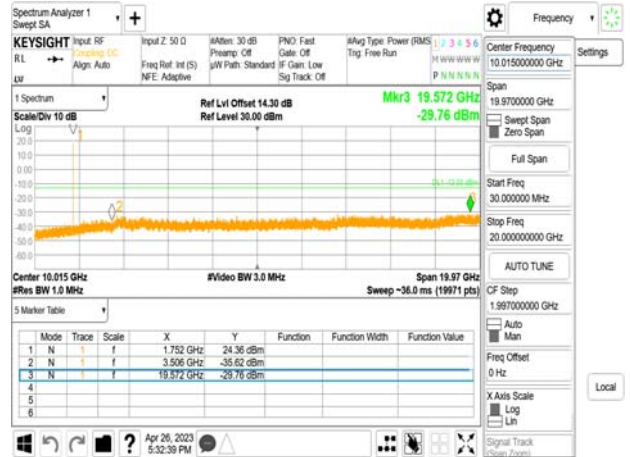 Spectrum Analyzer 1
Swept SA
Frequency
KEYSIGHT
Input: RF
Coupling: DC
Align: Auto
Input Z: 50 Ω
Freq Ref: Int (S)
NFE: Adaptive
#Atten: 30 dB
Preamp: Off
µW Path: Standard
PNO: Fast
Gate: Off
IF Gain: Low
Sig Track: Off
#Avg Type: Power (RMS
Trig: Free Run
1 2 3 4 5 6
M W W W W W
P N N N N N
RL
1 Spectrum
Scale/Div 10 dB
Ref Lvl Offset 14.30 dB
Ref Level 30.00 dBm
Mkr3 19.572 GHz
-29.76 dBm
Log
20.0
10.0
0.00
-10.0
-20.0
-30.0
-40.0
-50.0
-60.0
1
2
Center 10.015 GHz
#Res BW 1.0 MHz
#Video BW 3.0 MHz
Span 19.97 GHz
Sweep ~36.0 ms (19971 pts)
5 Marker Table
Mode Trace Scale X Y Function Function Width Function Value
1 N 1 f 1.752 GHz 24.36 dBm
2 N 1 f 3.506 GHz -35.62 dBm
3 N 1 f 19.572 GHz -29.76 dBm
4
5
6
Apr 26, 2023
5:32:39 PM
Center Frequency
10.015000000 GHz
Settings
Span
19.9700000 GHz
Swept Span
Zero Span
Full Span
Start Freq
30.000000 MHz
Stop Freq
20.000000000 GHz
AUTO TUNE
CF Step
1.997000000 GHz
Auto
Man
Freq Offset
0 Hz
Local
X Axis Scale
Log
Lin
Signal Track
(Span Zoom)